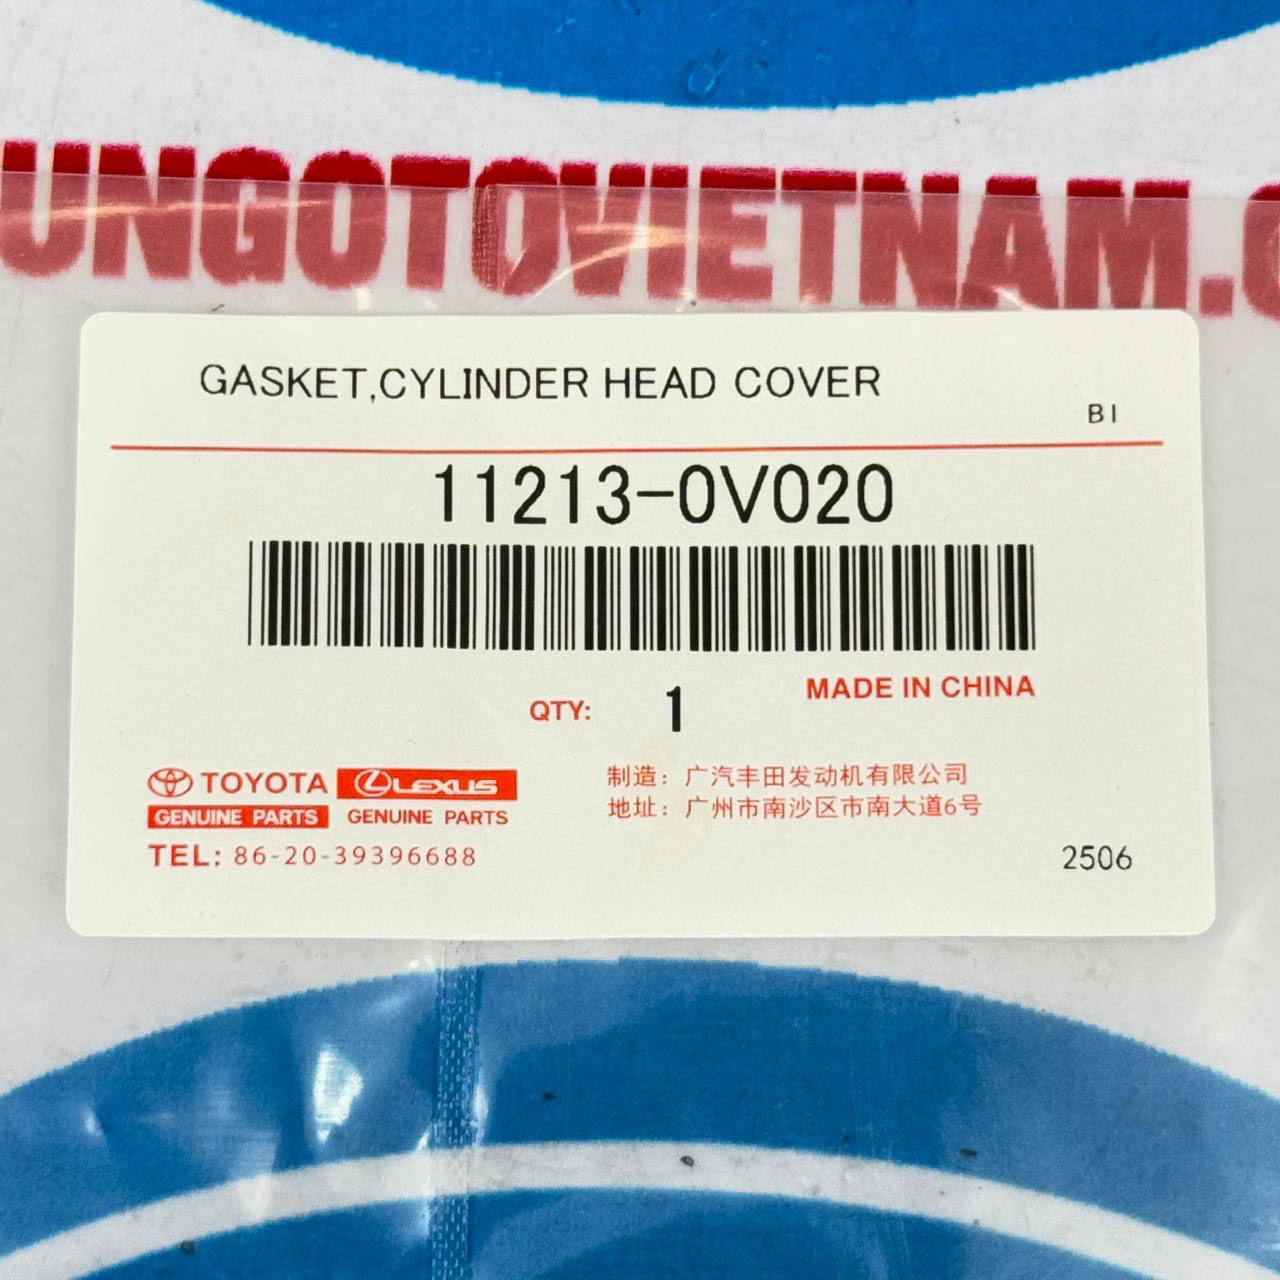 UNGOTOVIETNAM.
GASKET,CYLINDER HEAD COVER
BI
11213-0V020
QTY: 1
MADE IN CHINA
TOYOTA LEXUS
GENUINE PARTS GENUINE PARTS
TEL: 86-20-39396688
制造：广汽丰田发动机有限公司
地址：广州市南沙区市南大道6号
2506